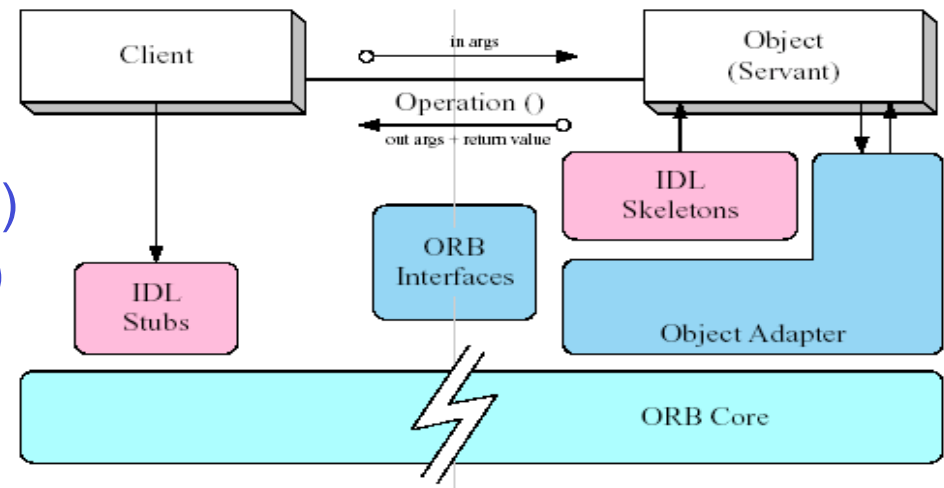 Client
in args
Object
(Servant)
Operation ()
out args + return value
)
)
IDL
Skeletons
ORB
Interfaces
IDL
Stubs
Object Adapter
ORB Core